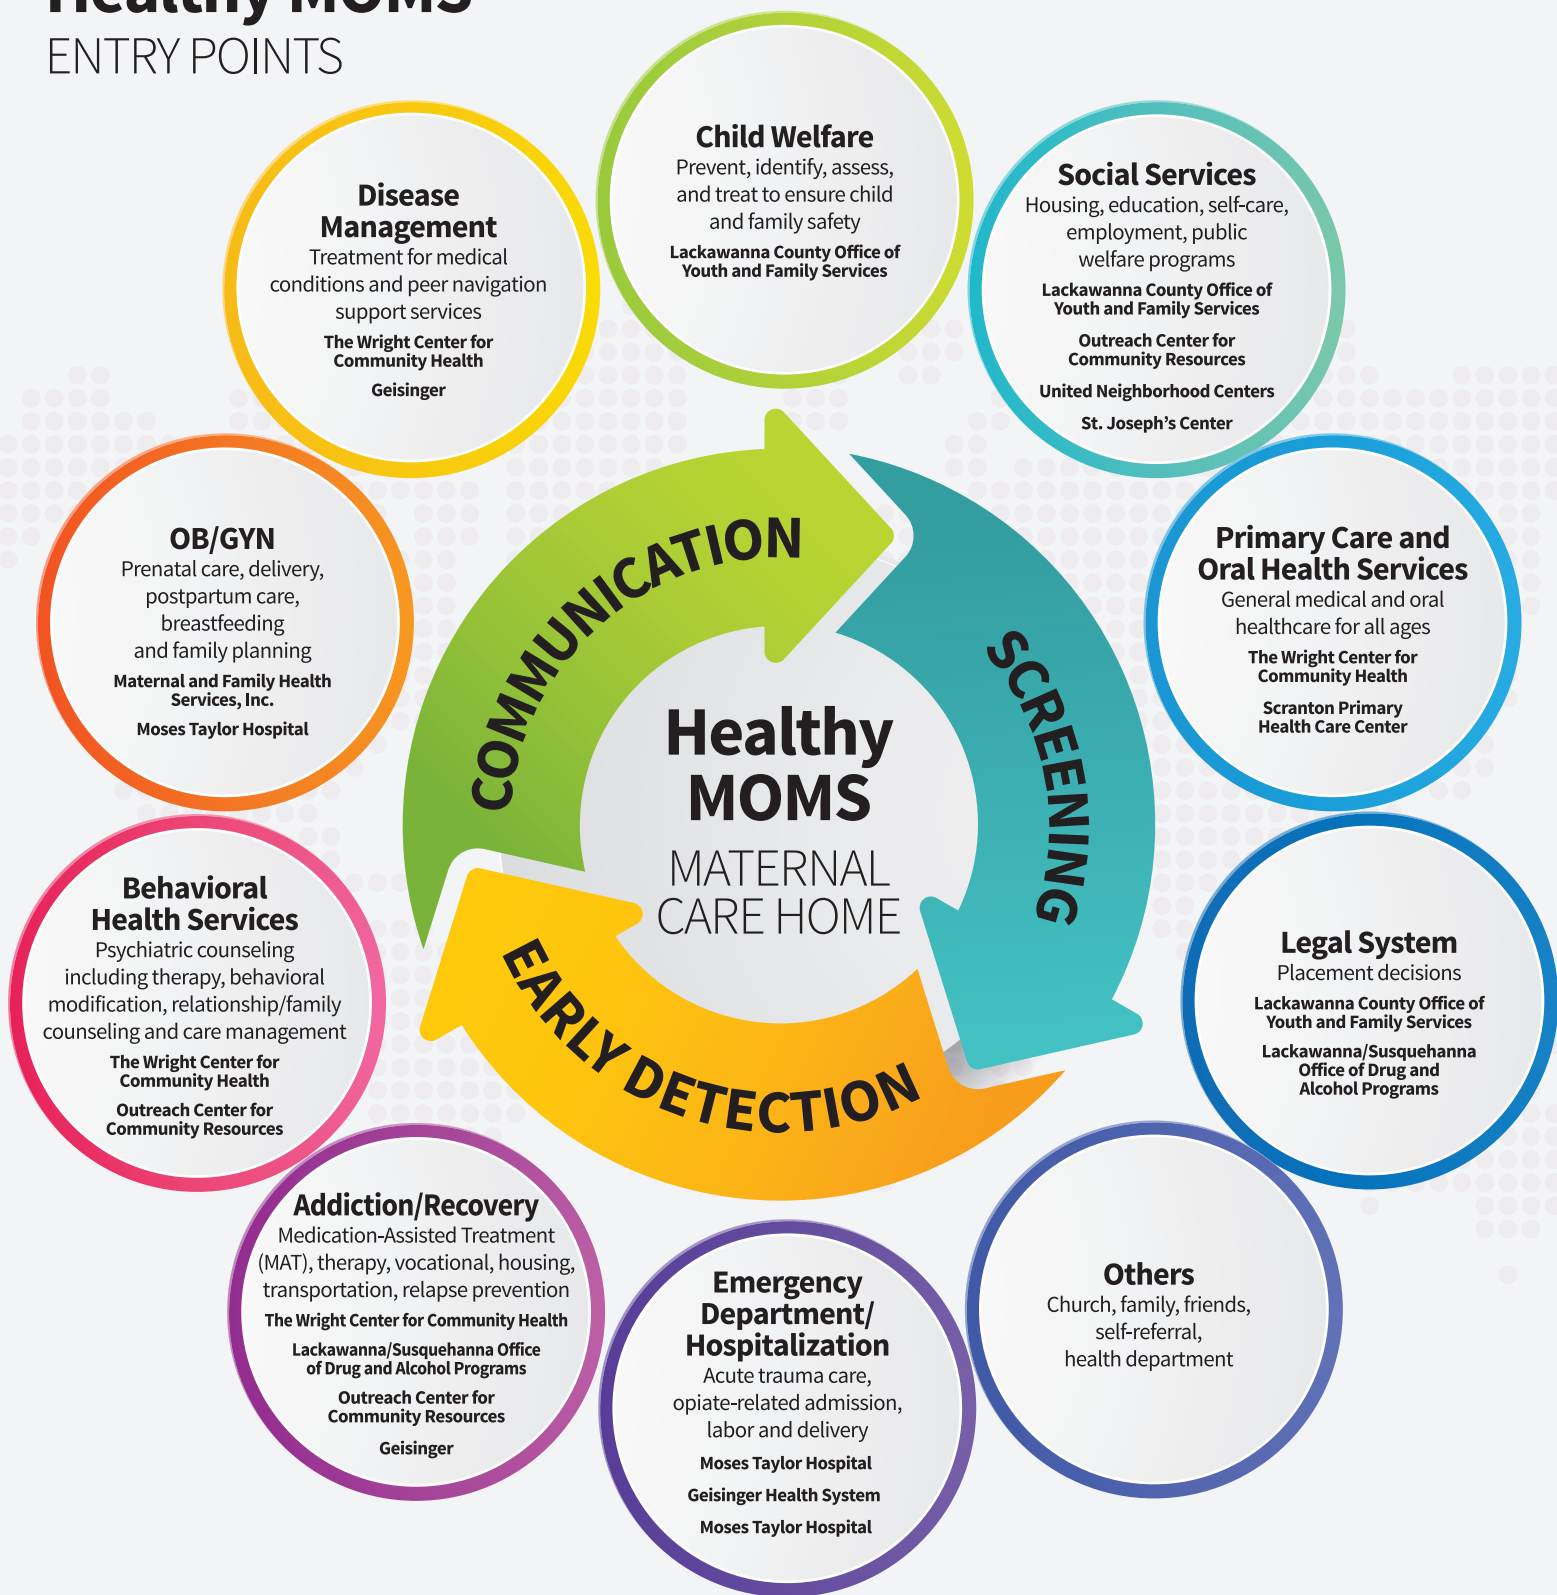 Healthy MOMS
ENTRY POINTS
Child Welfare
Prevent, identify, assess,
and treat to ensure child
and family safety
Lackawanna County Office of
Youth and Family Services
Social Services
Housing, education, self-care,
employment, public
welfare programs
Lackawanna County Office of
Youth and Family Services
Outreach Center for
Community Resources
United Neighborhood Centers
St. Joseph’s Center
Primary Care and
Oral Health Services
General medical and oral
healthcare for all ages
The Wright Center for
Community Health
Scranton Primary
Health Care Center
Legal System
Placement decisions
Lackawanna County Office of
Youth and Family Services
Lackawanna/Susquehanna
Office of Drug and
Alcohol Programs
Others
Church, family, friends,
self-referral,
health department
Emergency
Department/
Hospitalization
Acute trauma care,
opiate-related admission,
labor and delivery
Moses Taylor Hospital
Geisinger Health System
Moses Taylor Hospital
Addiction/Recovery
Medication-Assisted Treatment
(MAT), therapy, vocational, housing,
transportation, relapse prevention
The Wright Center for Community Health
Lackawanna/Susquehanna Office
of Drug and Alcohol Programs
Outreach Center for
Community Resources
Geisinger
Behavioral
Health Services
Psychiatric counseling
including therapy, behavioral
modification, relationship/family
counseling and care management
The Wright Center for
Community Health
Outreach Center for
Community Resources
OB/GYN
Prenatal care, delivery,
postpartum care,
breastfeeding
and family planning
Maternal and Family Health
Services, Inc.
Moses Taylor Hospital
Disease
Management
Treatment for medical
conditions and peer navigation
support services
The Wright Center for
Community Health
Geisinger
COMMUNICATION
SCREENING
EARLY DETECTION
Healthy
MOMS
MATERNAL
CARE HOME